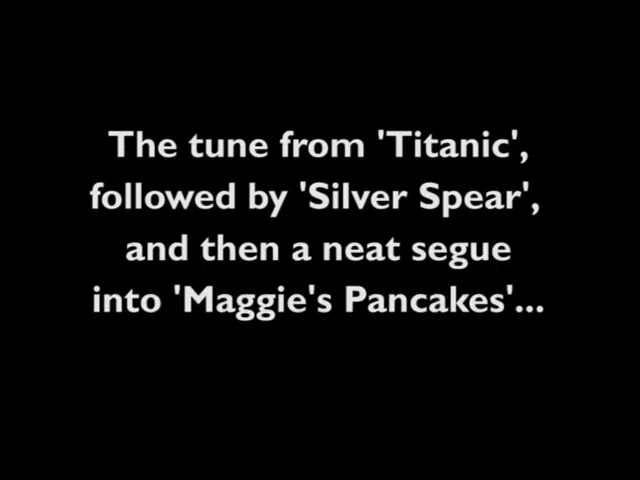 The tune from 'Titanic',
followed by 'Silver Spear',
and then a neat segue
into 'Maggie's Pancakes'...